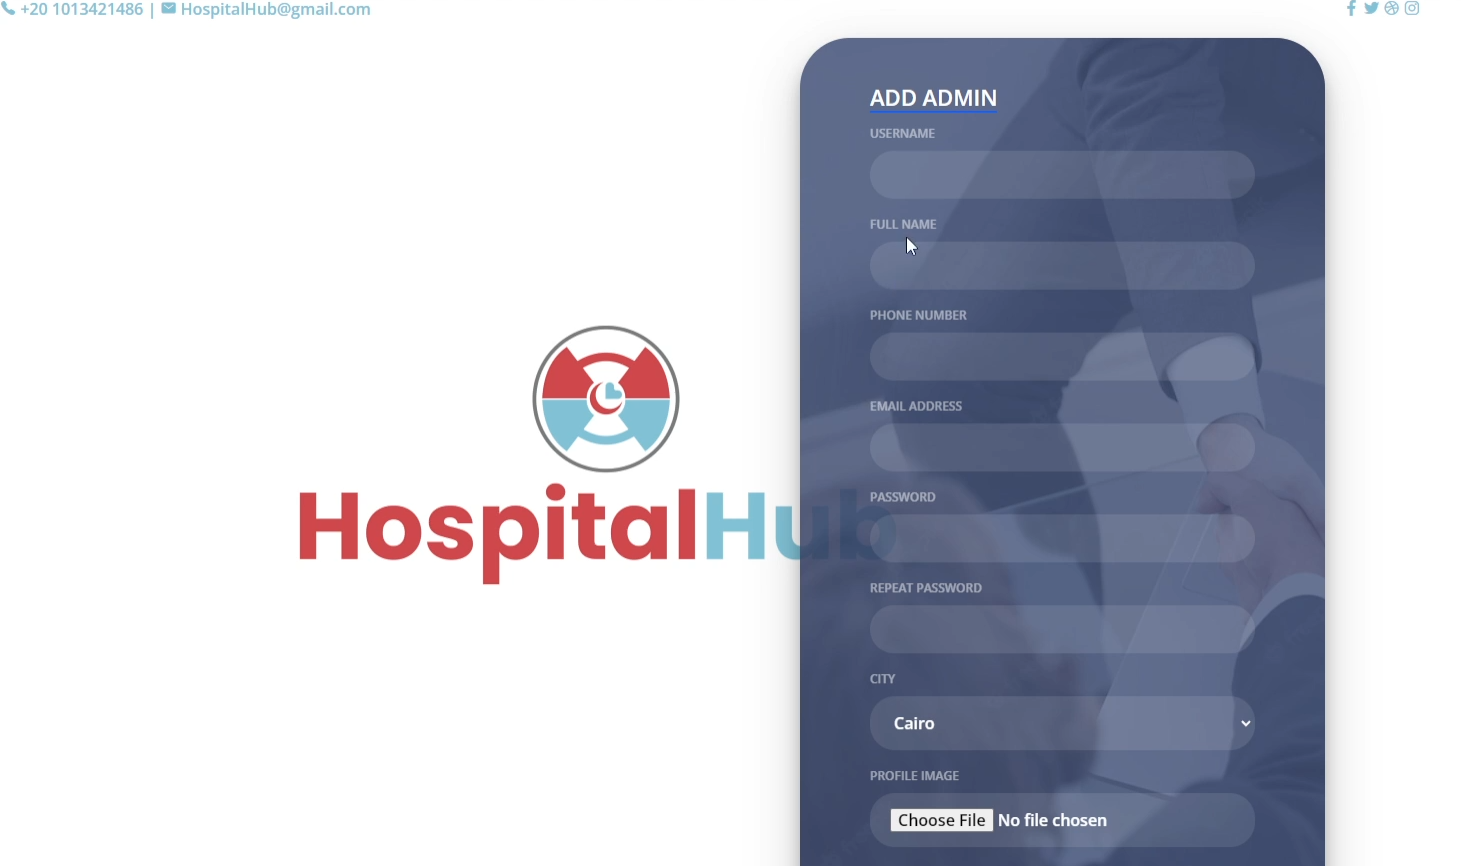 +20 1013421486 | HospitalHub@gmail.com
ADD ADMIN
USERNAME
FULL NAME
PHONE NUMBER
EMAIL ADDRESS
HospitalHub
PASSWORD
REPEAT PASSWORD
CITY
Cairo
PROFILE IMAGE
Choose File No file chosen